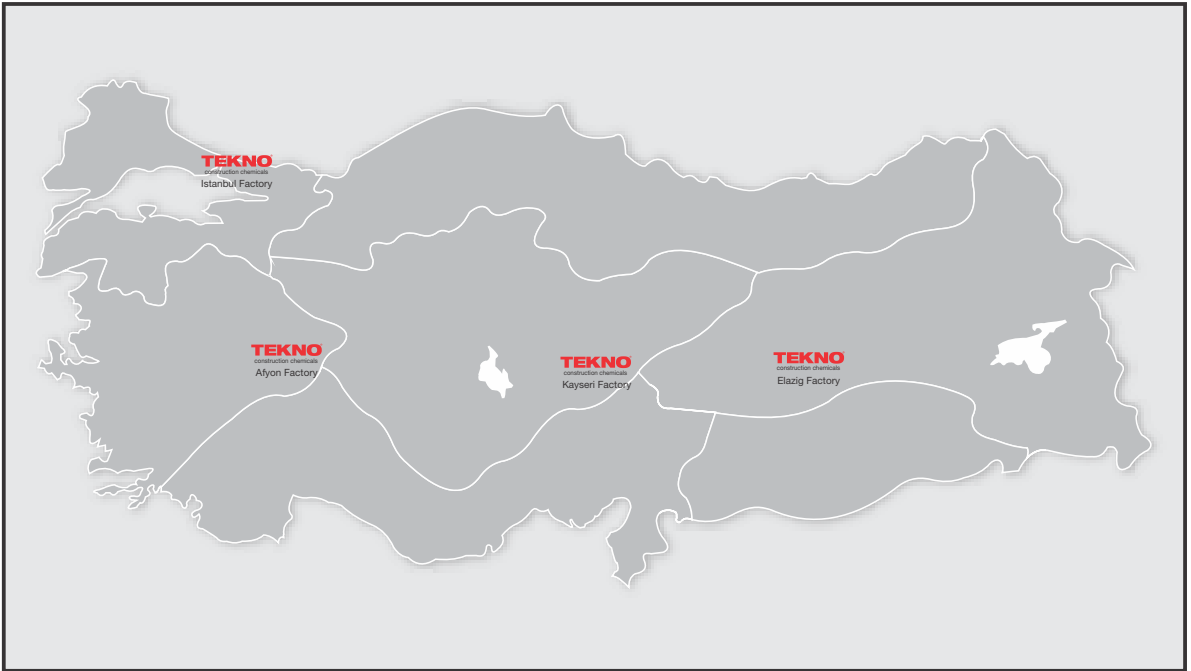 TEKNO
construction chemicals
Istanbul Factory
TEKNO
construction chemicals
Afyon Factory
TEKNO
construction chemicals
Kayseri Factory
TEKNO
construction chemicals
Elazig Factory